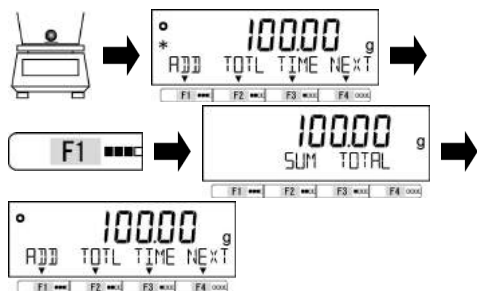 * 100.00 g
ADD TOTL TIME NEXT
F1 F2 F3 F4
F1
100.00 g
SUM TOTAL
F1 F2 F3 F4
100.00 g
ADD TOTL TIME NEXT
F1 F2 F3 F4